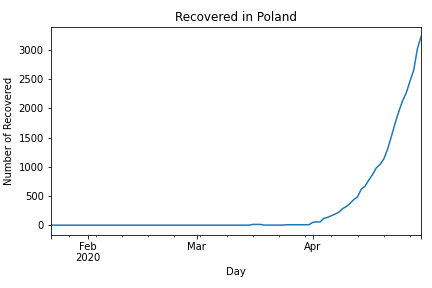 Recovered in Poland
Number of Recovered
3000
2500
2000
1500
1000
500
0
Feb
2020
Mar
Apr
Day